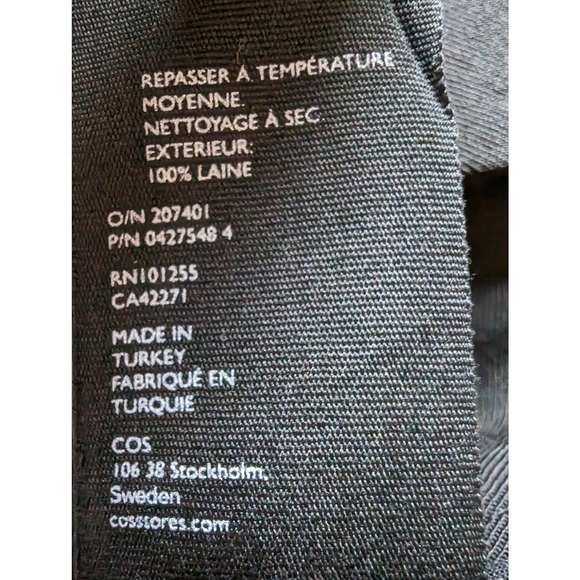 REPASSER À TEMPÉRATURE
MOYENNE.
NETTOYAGE À SEC
EXTERIEUR:
100% LAINE
O/N 207401
P/N 0427548 4
RN101255
CA42271
MADE IN
TURKEY
FABRIQUÉ EN
TURQUIE
COS
106 38 Stockholm,
Sweden
cosstores.com